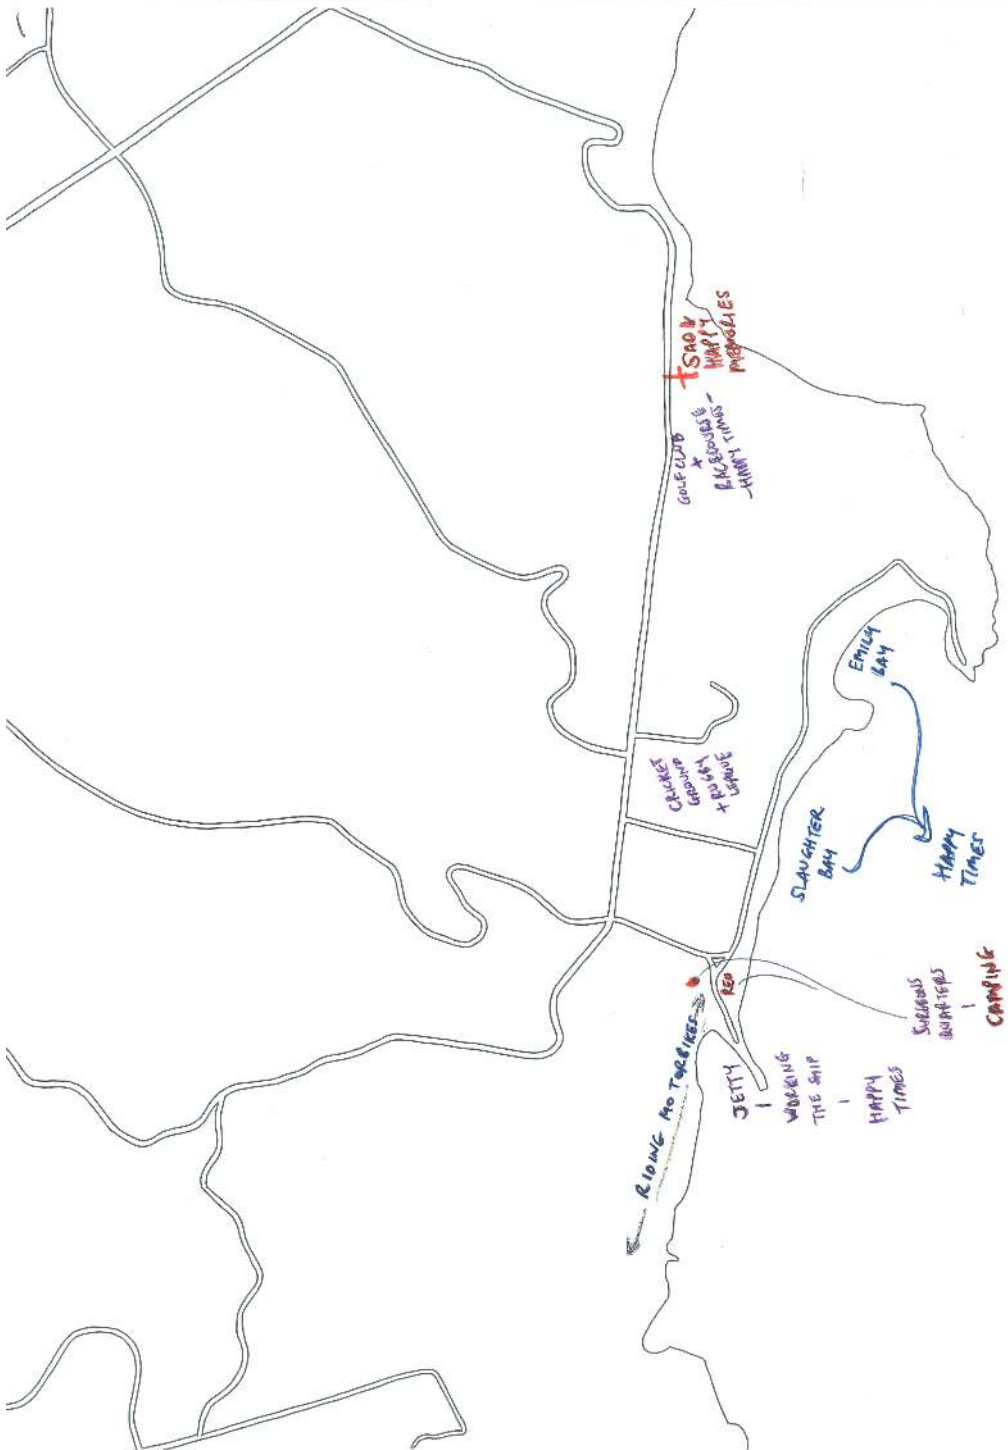 RIDING MOTORBIKES
CRICKET
GROUND
+ RUGBY
LEAGUE
GOLF CLUB
+
RACECOURSE
- HAPPY TIMES -
SAD &
HAPPY
MEMORIES
RED
JETTY
|
WORKING
THE SHIP
|
HAPPY
TIMES
SLAUGHTER
BAY
EMILY
BAY
HAPPY
TIMES
SURGEONS
QUARTERS
|
CAMPING